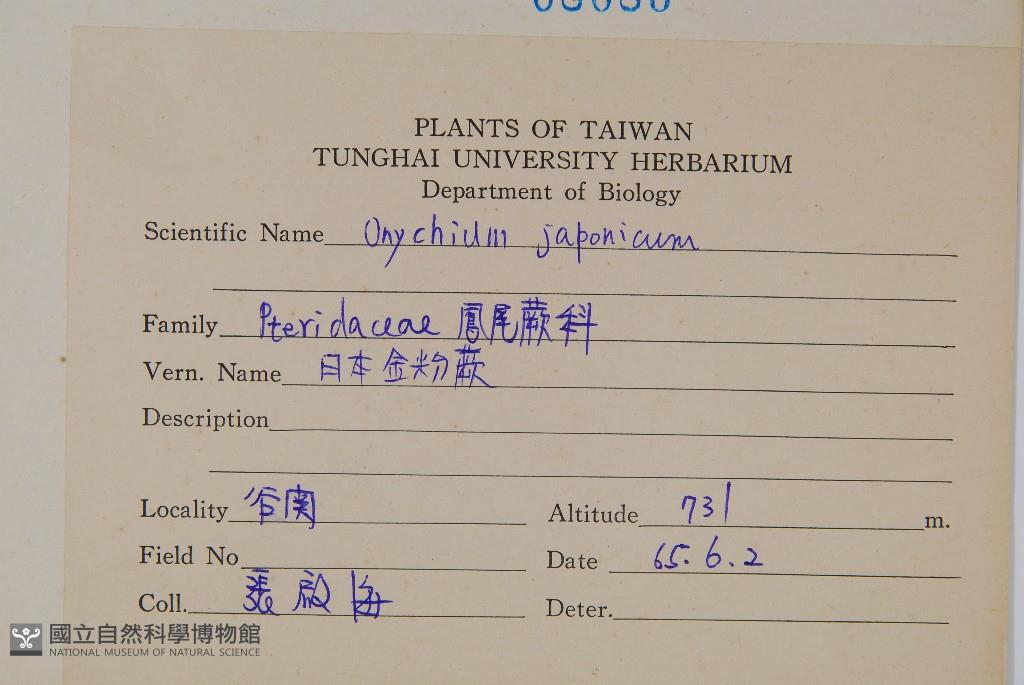 PLANTS OF TAIWAN
TUNGHAI UNIVERSITY HERBARIUM
Department of Biology
Scientific Name Onychium japonicum
Family Pteridaceae 鳳尾蕨科
Vern. Name 日本金粉蕨
Description
Locality 谷関 Altitude 731 m.
Field No Date 65.6.2
Coll. 張啟海 Deter.
國立自然科學博物館
NATIONAL MUSEUM OF NATURAL SCIENCE